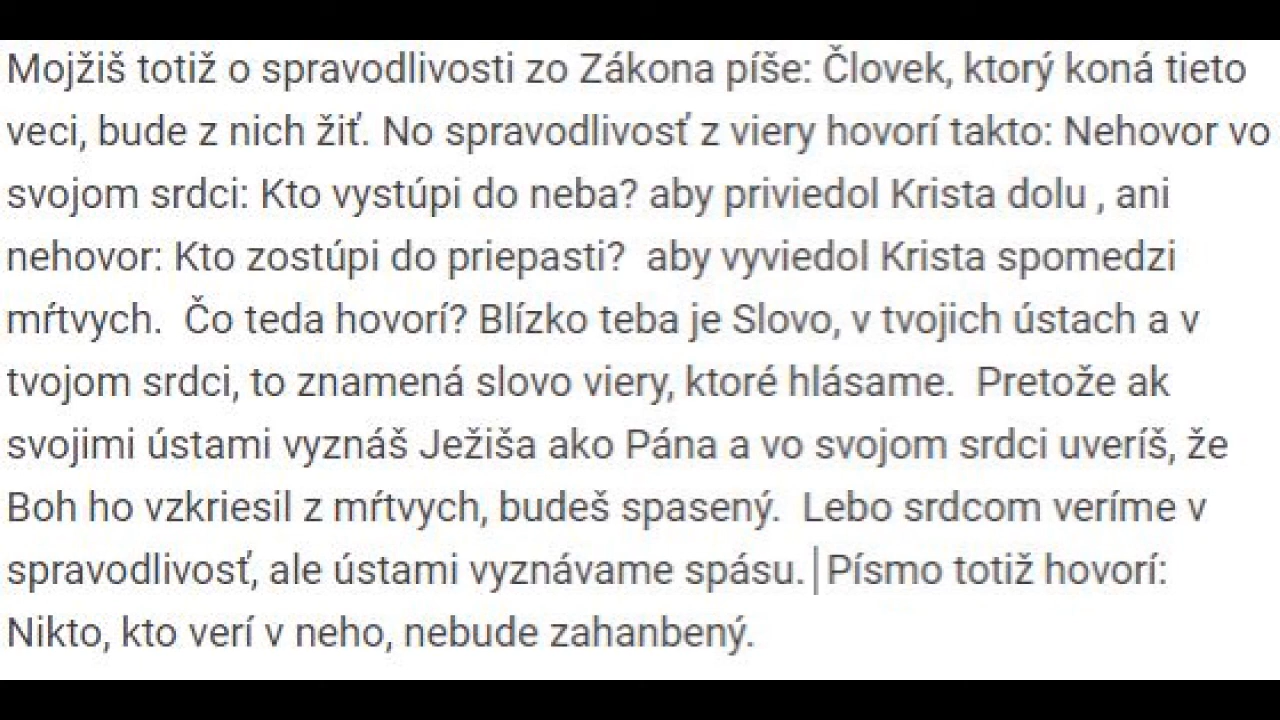 Mojžiš totiž o spravodlivosti zo Zákona píše: Človek, ktorý koná tieto
veci, bude z nich žiť. No spravodlivosť z viery hovorí takto: Nehovor vo
svojom srdci: Kto vystúpi do neba? aby priviedol Krista dolu , ani
nehovor: Kto zostúpi do priepasti?  aby vyviedol Krista spomedzi
mŕtvych.  Čo teda hovorí? Blízko teba je Slovo, v tvojich ústach a v
tvojom srdci, to znamená slovo viery, ktoré hlásame.  Pretože ak
svojimi ústami vyznáš Ježiša ako Pána a vo svojom srdci uveríš, že
Boh ho vzkriesil z mŕtvych, budeš spasený.  Lebo srdcom veríme v
spravodlivosť, ale ústami vyznávame spásu. Písmo totiž hovorí:
Nikto, kto verí v neho, nebude zahanbený.